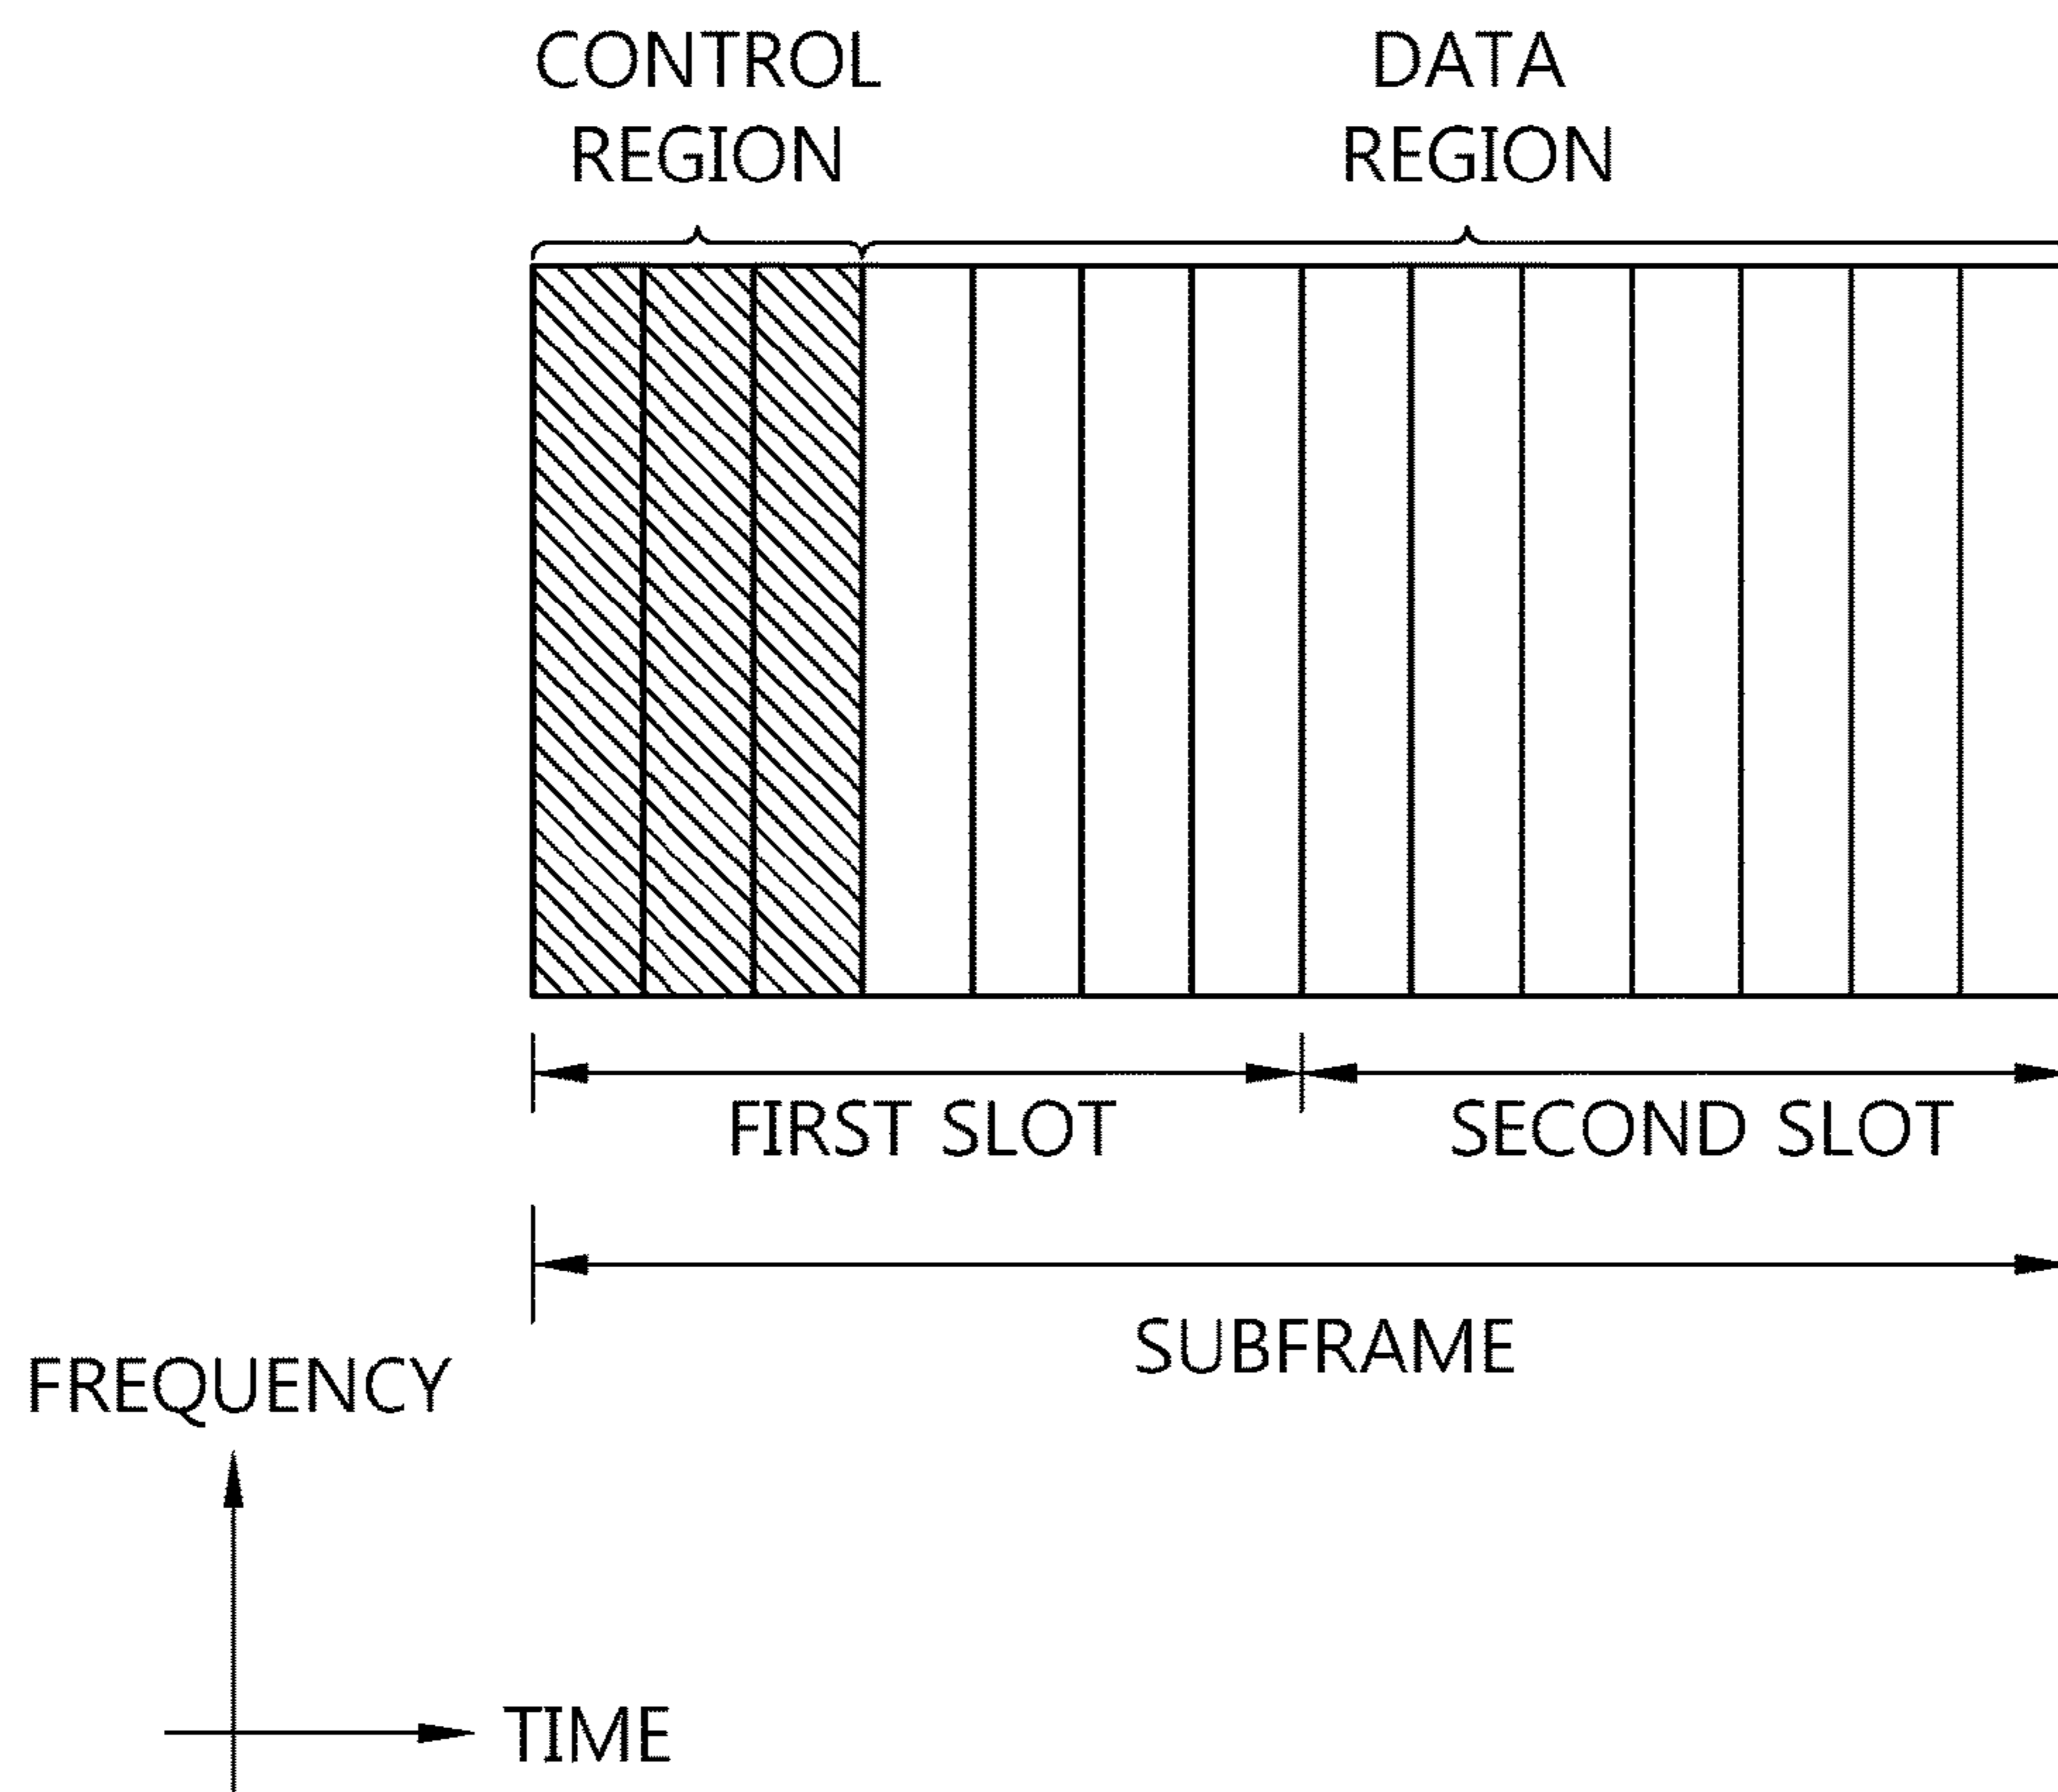 CONTROL
REGION
DATA
REGION
FIRST SLOT
SECOND SLOT
SUBFRAME
FREQUENCY
TIME